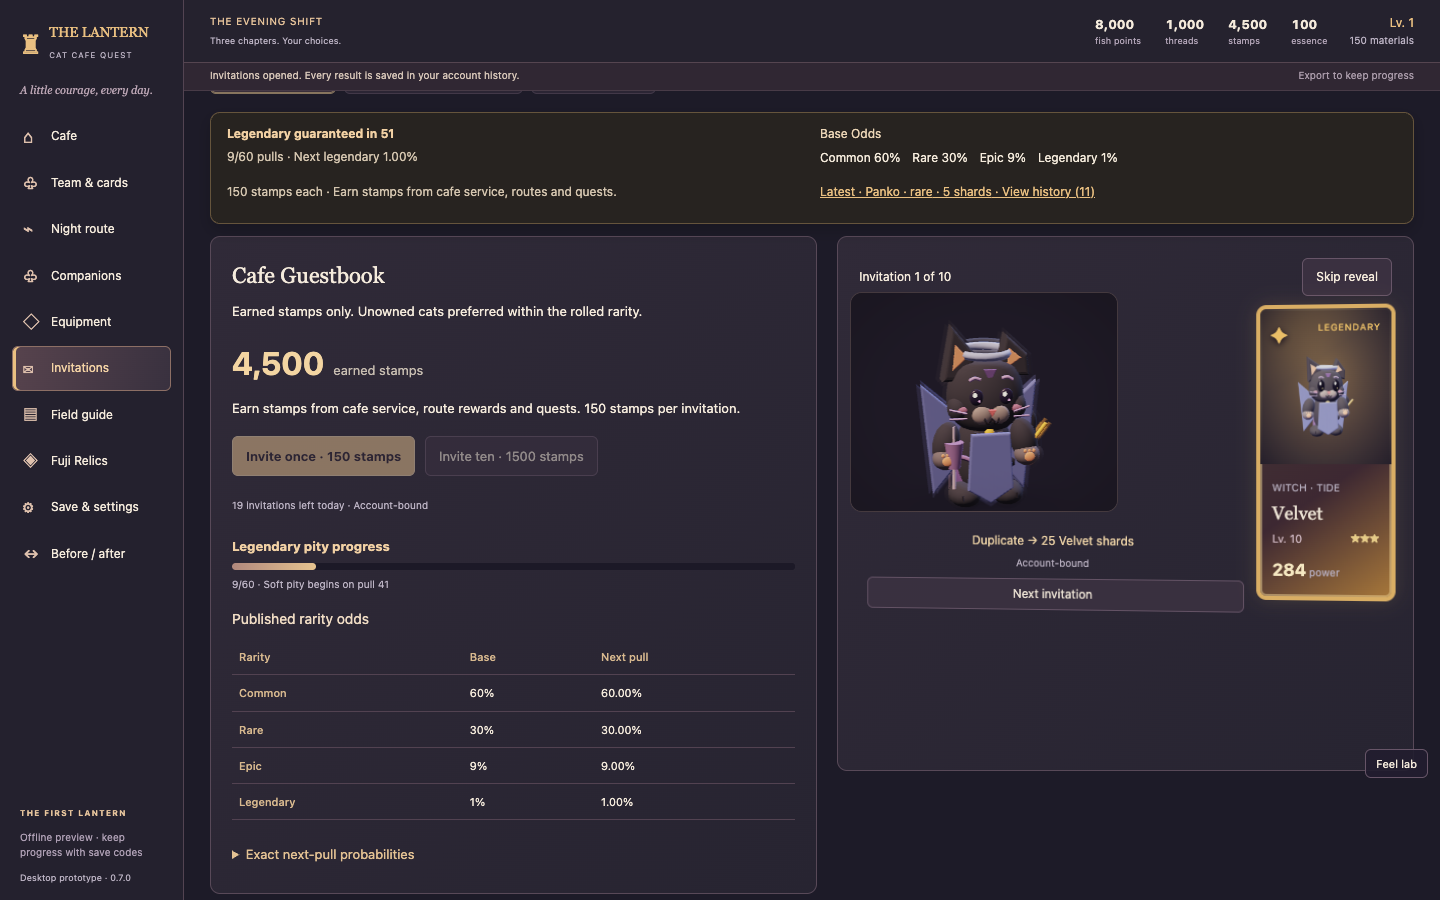 THE LANTERN
CAT CAFE QUEST
A little courage, every day.
Cafe
Team & cards
Night route
Companions
Equipment
Invitations
Field guide
Fuji Relics
Save & settings
Before / after
THE FIRST LANTERN
Offline preview · keep
progress with save codes
Desktop prototype · 0.7.0
THE EVENING SHIFT
Three chapters. Your choices.
8,000
fish points
1,000
threads
4,500
stamps
100
essence
Lv. 1
150 materials
Invitations opened. Every result is saved in your account history.
Export to keep progress
Legendary guaranteed in 51
9/60 pulls · Next legendary 1.00%
150 stamps each · Earn stamps from cafe service, routes and quests.
Base Odds
Common 60% Rare 30% Epic 9% Legendary 1%
Latest · Panko · rare · 5 shards · View history (11)
Cafe Guestbook
Earned stamps only. Unowned cats preferred within the rolled rarity.
4,500 earned stamps
Earn stamps from cafe service, route rewards and quests. 150 stamps per invitation.
Invite once · 150 stamps
Invite ten · 1500 stamps
19 invitations left today · Account-bound
Legendary pity progress
9/60 · Soft pity begins on pull 41
Published rarity odds
Rarity Base Next pull
Common 60% 60.00%
Rare 30% 30.00%
Epic 9% 9.00%
Legendary 1% 1.00%
Exact next-pull probabilities
Invitation 1 of 10
Skip reveal
Duplicate → 25 Velvet shards
Account-bound
Next invitation
LEGENDARY
WITCH · TIDE
Velvet
Lv. 10 ★★★
284 power
Feel lab